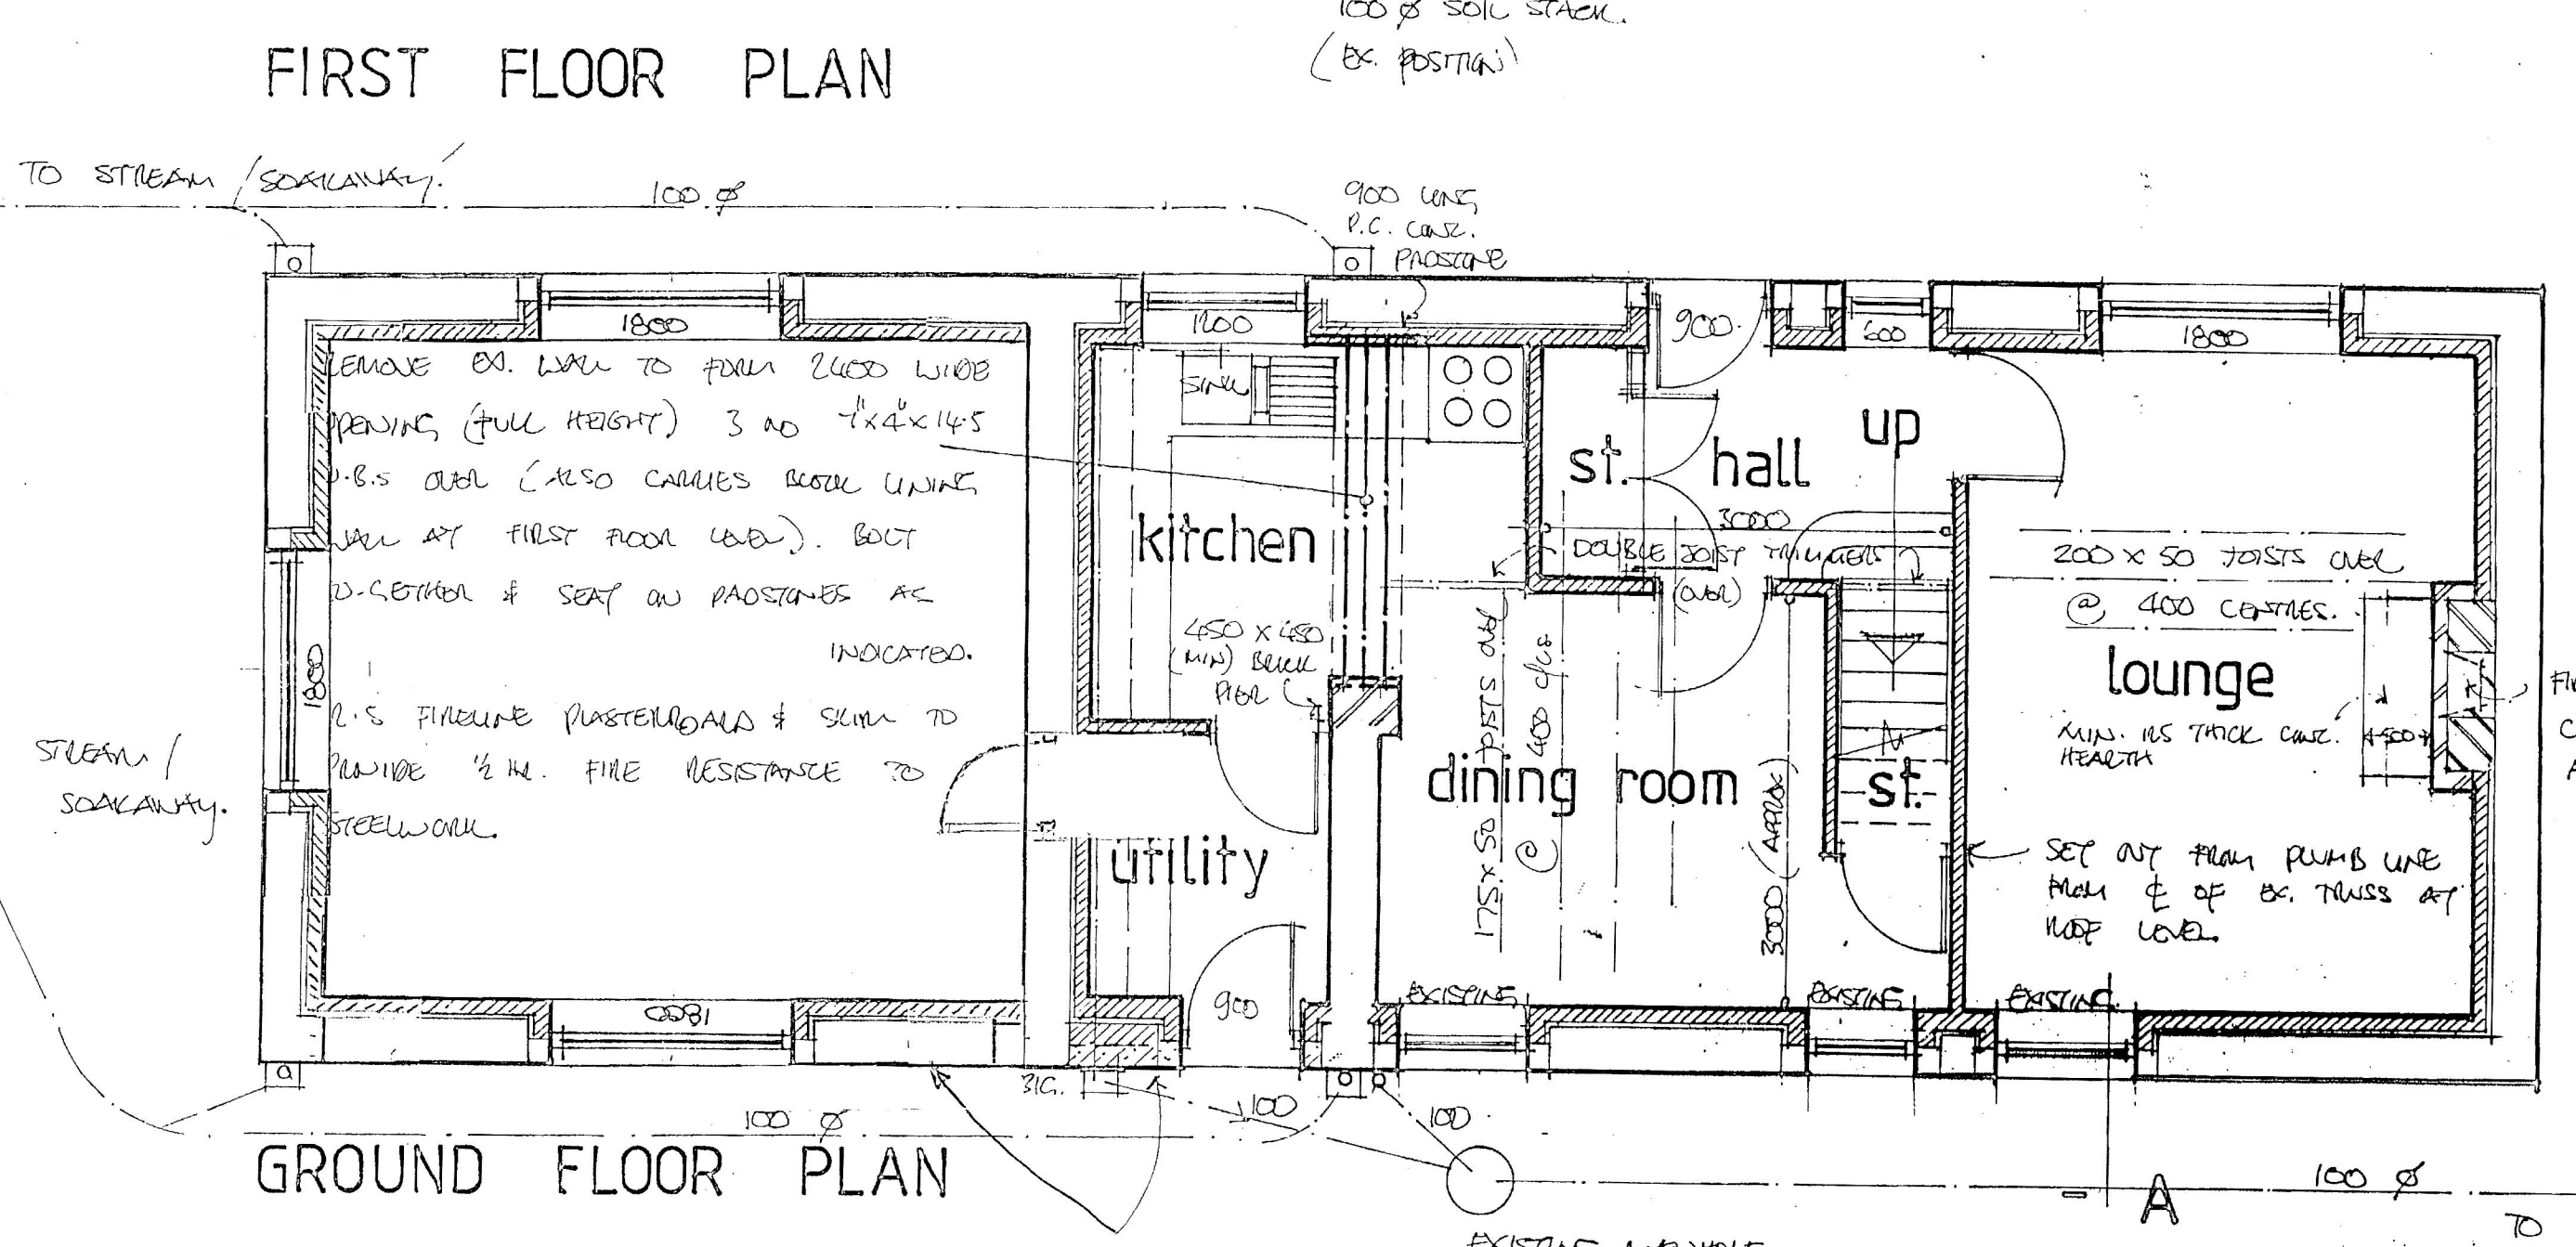 100 Ø SOIL STACK.
(EX. POSITION)
FIRST FLOOR PLAN
TO STREAM / SOAKAWAY.
100 Ø
900 LONG
P.C. CONC.
PADSTONE
1800
1200
900
600
1800
REMOVE EX. WALL TO FORM 2400 WIDE
OPENING (FULL HEIGHT) 3 NO 7"x4"x14.5
U.B.S OVER (ALSO CARRIES BLOCK LINING
WALL AT FIRST FLOOR LEVEL). BOLT
TO-GETHER & SEAT ON PADSTONES AS
INDICATED.
FIRELINE PLASTERBOARD & SKIM TO
PROVIDE ½ HR. FIRE RESISTANCE TO
STEELWORK.
1800
SINK
kitchen
450 x 450
(MIN) BRICK
PIER
utility
900
st.
hall
up
3000
DOUBLE JOIST TRIMMERS
(OVER)
175 x 50 JOISTS OVER
@ 400 c/cs
dining room
3000 (APPROX)
st.
200 x 50 JOISTS OVER
@ 400 CENTRES.
lounge
MIN. 125 THICK CONC.
HEARTH
500
SET OUT FROM PLUMB LINE
FROM ℄ OF EX. TRUSS AT
ROOF LEVEL.
STREAM /
SOAKAWAY.
1800
EXISTING
EXISTING
EXISTING
100 Ø
100
100
GROUND FLOOR PLAN
A
100 Ø
TO
EXISTING MANHOLE